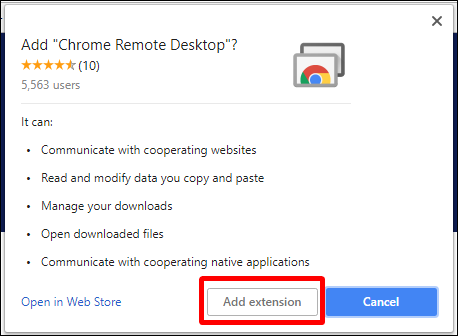 Add "Chrome Remote Desktop"?
(10)
5,563 users
It can:
• Communicate with cooperating websites
• Read and modify data you copy and paste
• Manage your downloads
• Open downloaded files
• Communicate with cooperating native applications
Open in Web Store Add extension Cancel